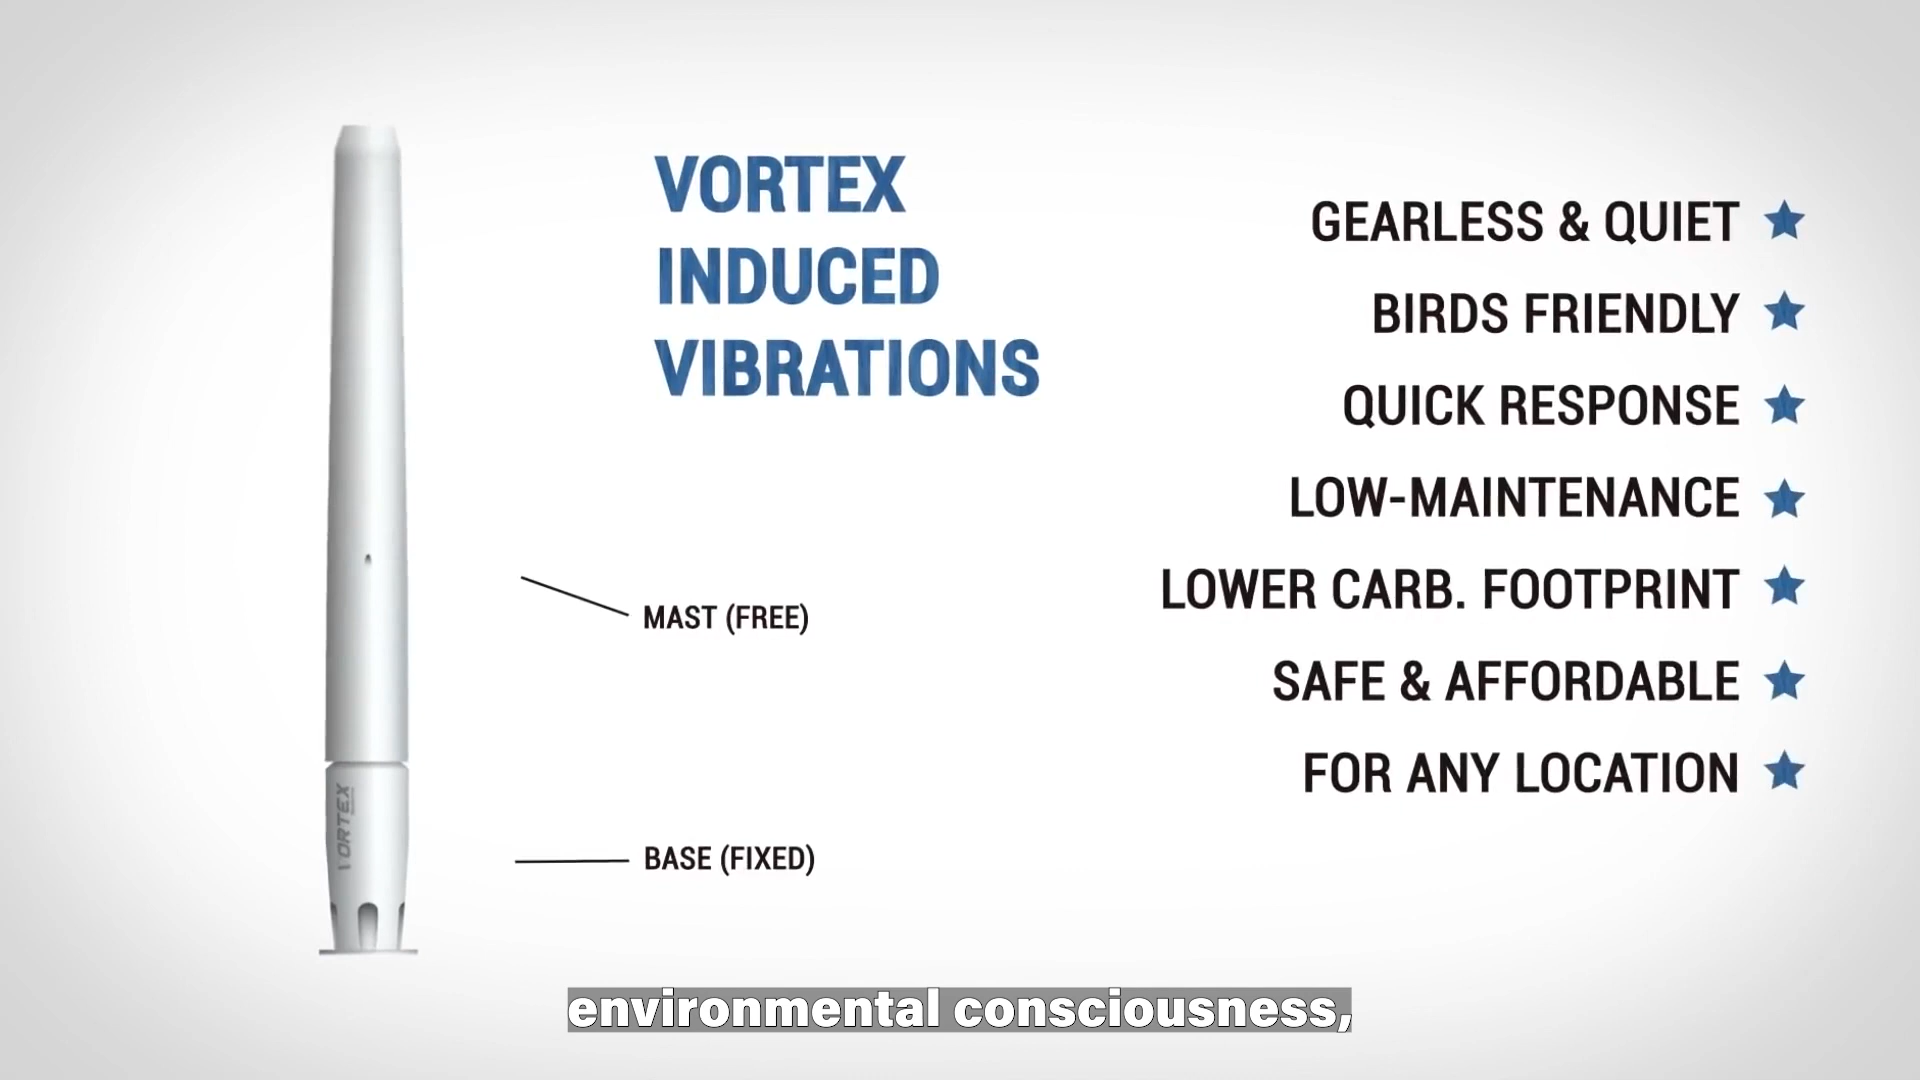 VORTEX
INDUCED
VIBRATIONS
GEARLESS & QUIET
BIRDS FRIENDLY
QUICK RESPONSE
LOW-MAINTENANCE
LOWER CARB. FOOTPRINT
SAFE & AFFORDABLE
FOR ANY LOCATION
MAST (FREE)
BASE (FIXED)
VORTEX
environmental consciousness,